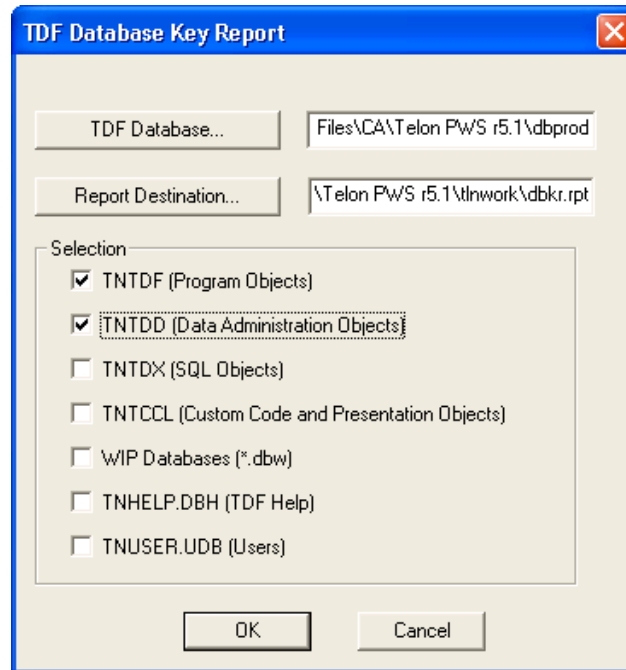 TDF Database Key Report
TDF Database... Files\CA\Telon PWS r5.1\dbprod
Report Destination... \Telon PWS r5.1\tlnwork\dbkr.rpt
Selection
TNTDF (Program Objects)
TNTDD (Data Administration Objects)
TNTDX (SQL Objects)
TNTCCL (Custom Code and Presentation Objects)
WIP Databases (*.dbw)
TNHELP.DBH (TDF Help)
TNUSER.UDB (Users)
OK Cancel